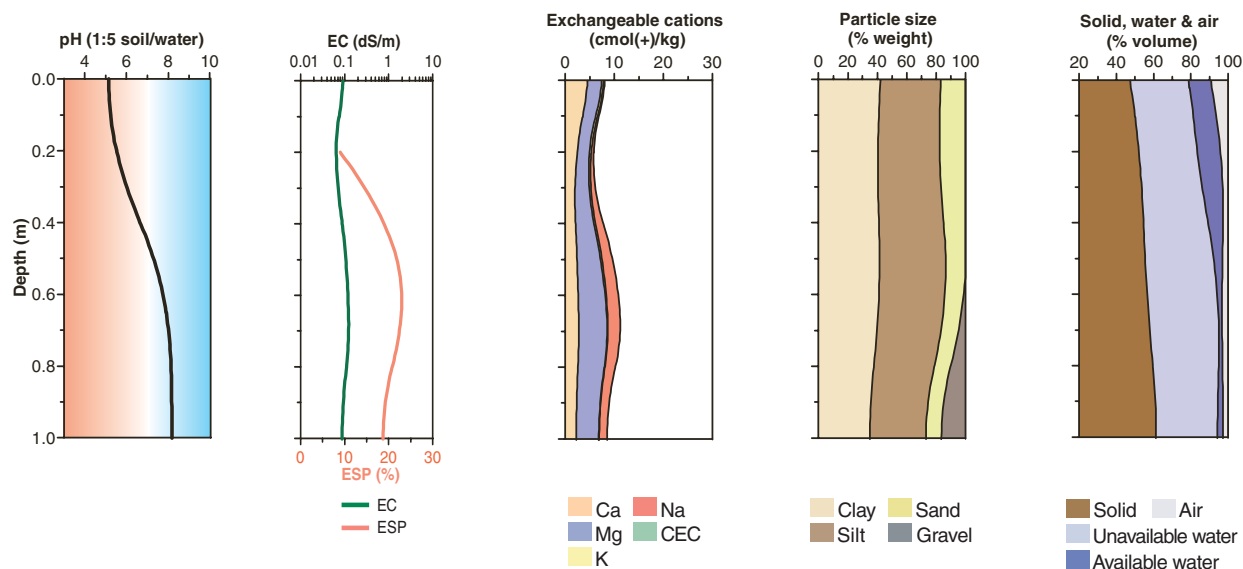 pH (1:5 soil/water)
4 6 8 10
0.0
0.2
0.4
0.6
0.8
1.0
Depth (m)
EC (dS/m)
0.01 0.1 1 10
0 10 20 30
ESP (%)
EC
ESP
Exchangeable cations
(cmol(+)/kg)
0 10 20 30
Ca Na
Mg CEC
K
Particle size
(% weight)
0 20 40 60 80 100
Clay Sand
Silt Gravel
Solid, water & air
(% volume)
20 40 60 80 100
Solid Air
Unavailable water
Available water